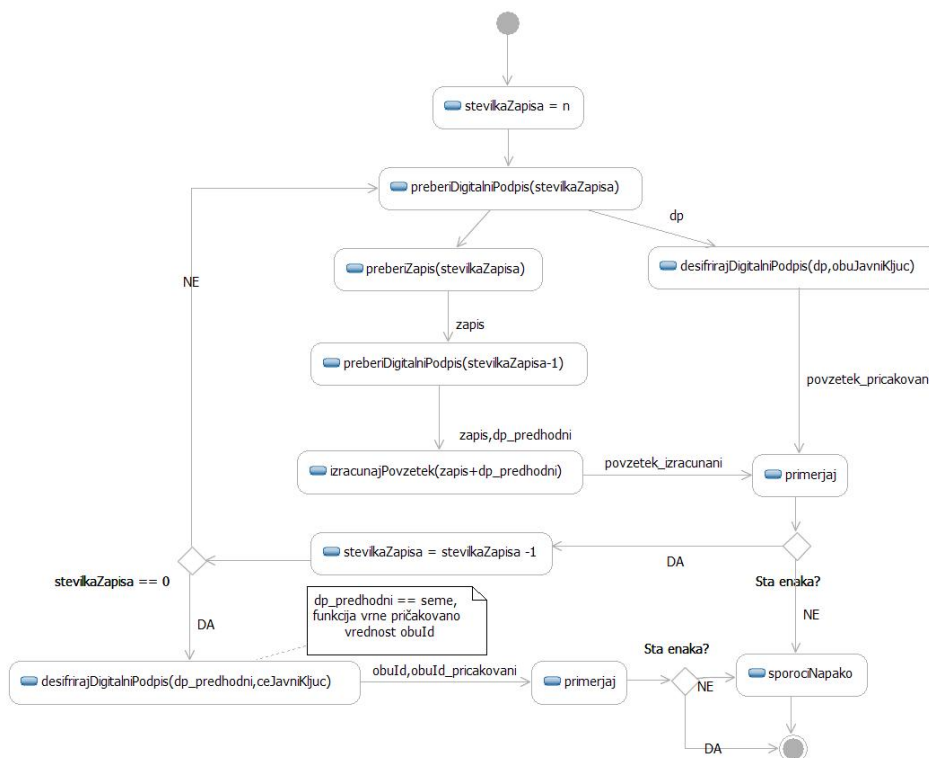 stevilkaZapisa = n
preberiDigitalniPodpis(stevilkaZapisa)
dp
preberiZapis(stevilkaZapisa)
desifrirajDigitalniPodpis(dp,obuJavniKljuc)
NE
zapis
preberiDigitalniPodpis(stevilkaZapisa-1)
povzetek_pricakovan
zapis,dp_predhodni
izracunajPovzetek(zapis+dp_predhodni)
povzetek_izracunani
primerjaj
stevilkaZapisa = stevilkaZapisa -1
DA
Sta enaka?
stevilkaZapisa == 0
dp_predhodni == seme,
funkcija vrne pričakovano
vrednost obuId
NE
DA
desifrirajDigitalniPodpis(dp_predhodni,ceJavniKljuc)
obuId,obuId_pricakovani
primerjaj
Sta enaka?
NE
sporociNapako
DA